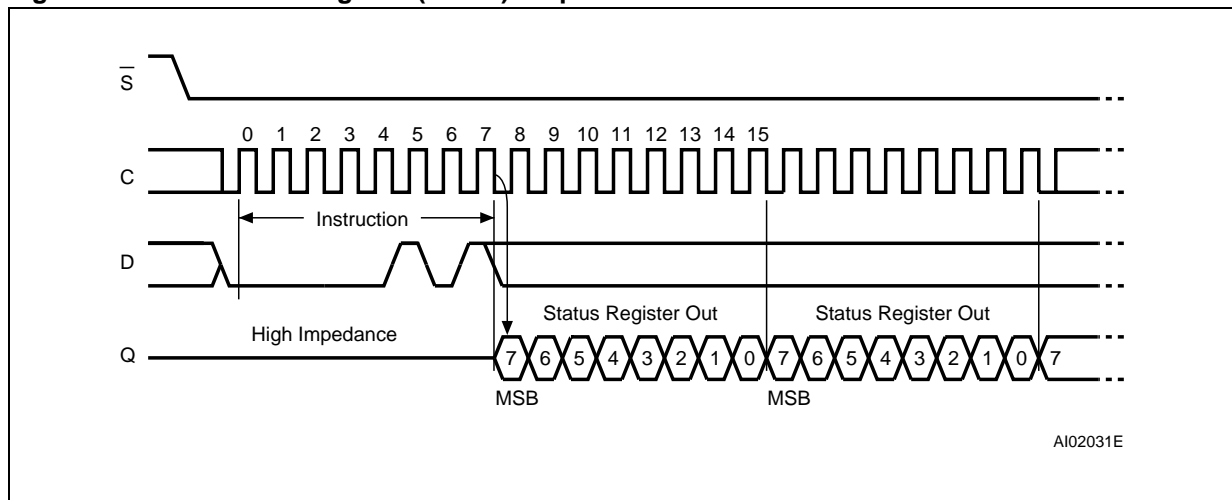 S
0 1 2 3 4 5 6 7 8 9 10 11 12 13 14 15
C
Instruction
D
Status Register Out Status Register Out
High Impedance
Q 7 6 5 4 3 2 1 0 7 6 5 4 3 2 1 0 7
MSB MSB
AI02031E